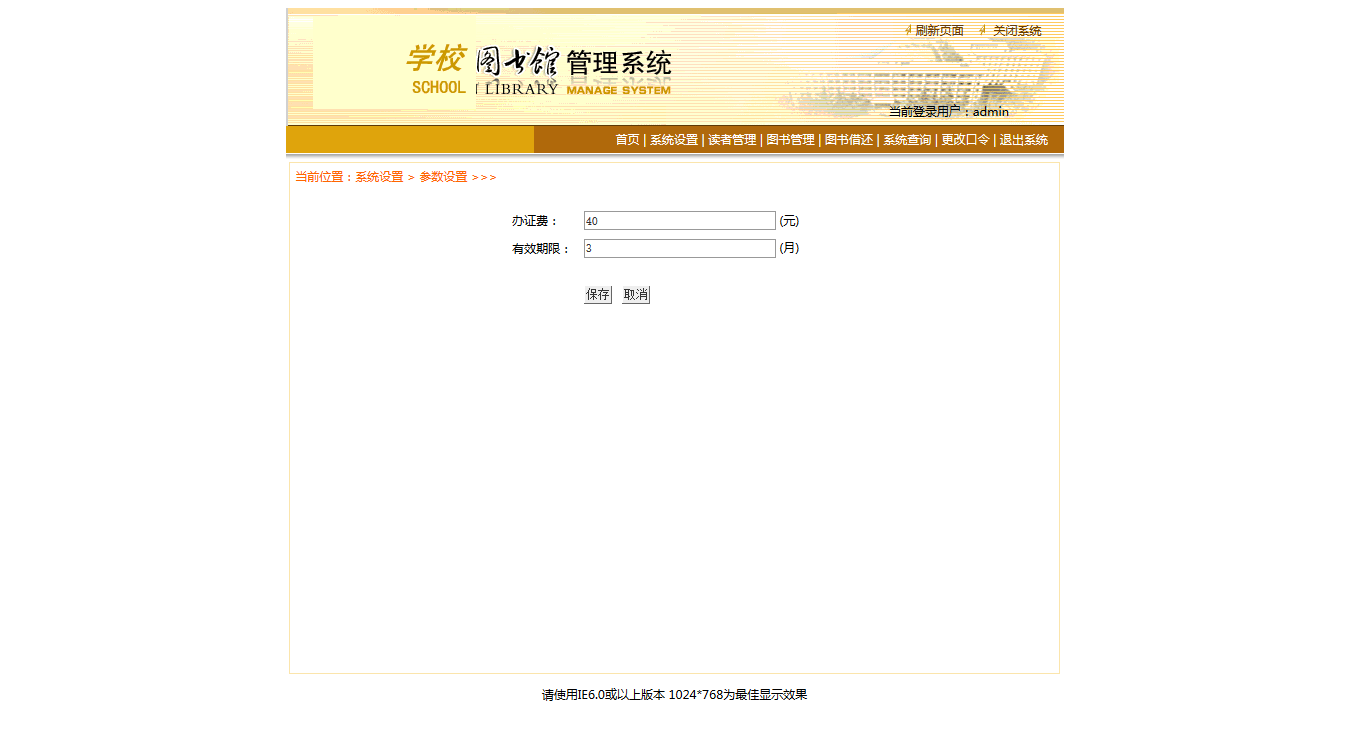 刷新页面 关闭系统
学校 图书馆 管理系统
SCHOOL LIBRARY MANAGE SYSTEM
当前登录用户：admin
首页 | 系统设置 | 读者管理 | 图书管理 | 图书借还 | 系统查询 | 更改口令 | 退出系统
当前位置：系统设置 > 参数设置 >>>
办证费： 40 (元)
有效期限： 3 (月)
保存 取消
请使用IE6.0或以上版本 1024*768为最佳显示效果